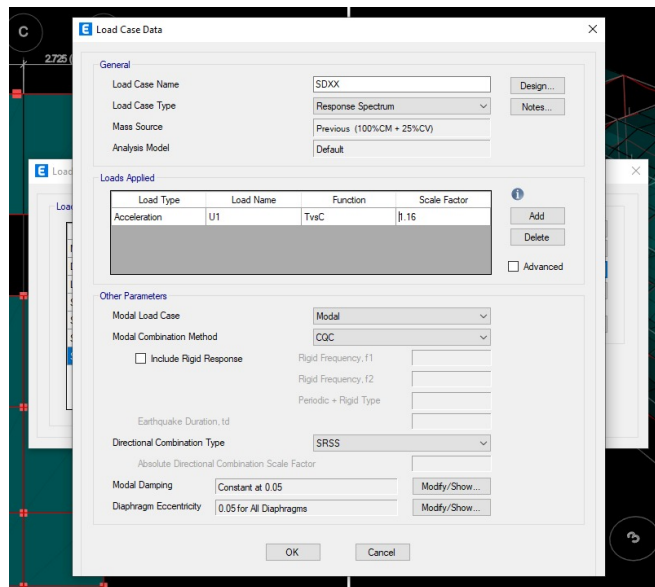 C
2.725 (
E Load Case Data
General
Load Case Name SDXX Design...
Load Case Type Response Spectrum Notes...
Mass Source Previous (100%CM + 25%CV)
Analysis Model Default
E Load
Loads Applied
Load Type Load Name Function Scale Factor
Acceleration U1 TvsC 1.16
Add
Delete
Advanced
Other Parameters
Modal Load Case Modal
Modal Combination Method CQC
Include Rigid Response Rigid Frequency, f1
Rigid Frequency, f2
Periodic + Rigid Type
Earthquake Duration, td
Directional Combination Type SRSS
Absolute Directional Combination Scale Factor
Modal Damping Constant at 0.05 Modify/Show...
Diaphragm Eccentricity 0.05 for All Diaphragms Modify/Show...
3
OK Cancel